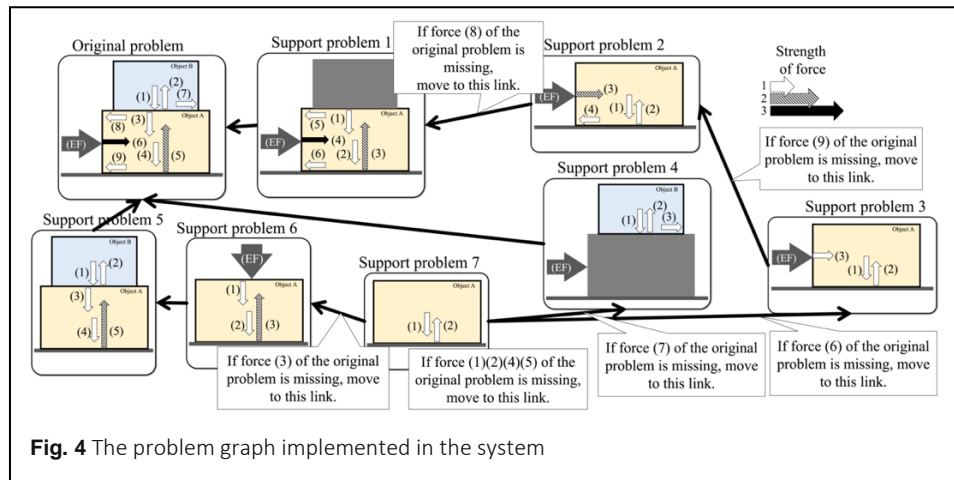 Original problem
Object B
(1)
(2)
(7)
Object A
(8)
(3)
(EF)
(6)
(9)
(4)
(5)
Support problem 1
Object A
(5)
(1)
(EF)
(4)
(6)
(2)
(3)
If force (8) of the
original problem is
missing,
move to this link.
Support problem 2
Object A
(EF)
(3)
(4)
(1)
(2)
Strength
of force
1
2
3
If force (9) of the original
problem is missing, move
to this link.
Support problem 4
Object B
(1)
(2)
(3)
(EF)
Support problem 3
Object A
(EF)
(3)
(1)
(2)
Support problem 5
Object B
(1)
(2)
Object A
(3)
(4)
(5)
Support problem 6
(EF)
Object A
(1)
(2)
(3)
Support problem 7
Object A
(1)
(2)
If force (3) of the original
problem is missing, move
to this link.
If force (1)(2)(4)(5) of the
original problem is missing,
move to this link.
If force (7) of the original
problem is missing, move
to this link.
If force (6) of the original
problem is missing, move
to this link.
Fig. 4 The problem graph implemented in the system